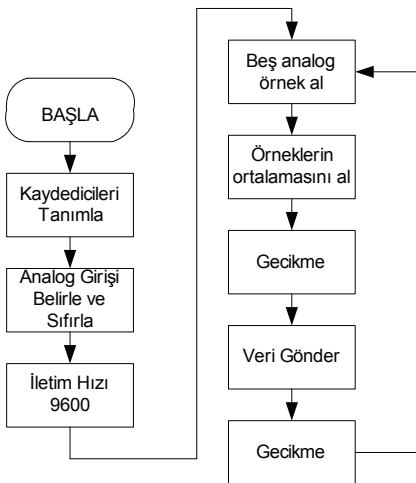 BAŞLA
Kaydedicileri
Tanımla
Analog Girişi
Belirle ve
Sıfırla
İletim Hızı
9600
Beş analog
örnek al
Örneklerin
ortalamasını al
Gecikme
Veri Gönder
Gecikme